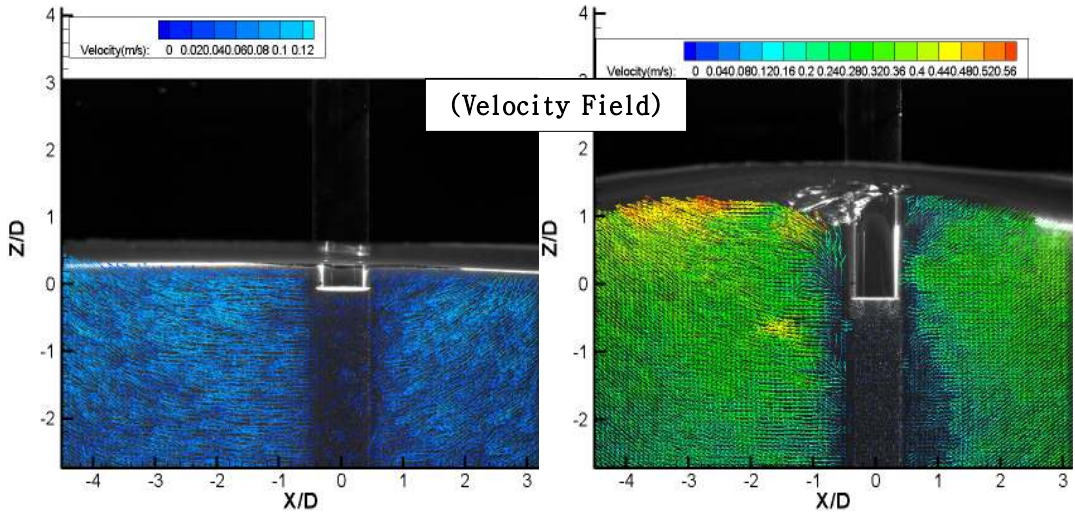 4
Velocity(m/s): 0 0.020.040.060.08 0.1 0.12
3
2
1
0
-1
-2
Z/D
-4 -3 -2 -1 0 1 2 3
X/D
(Velocity Field)
4
Velocity(m/s): 0 0.040.080.120.16 0.2 0.240.280.320.36 0.4 0.440.480.520.56
3
2
1
0
-1
-2
Z/D
-4 -3 -2 -1 0 1 2 3
X/D